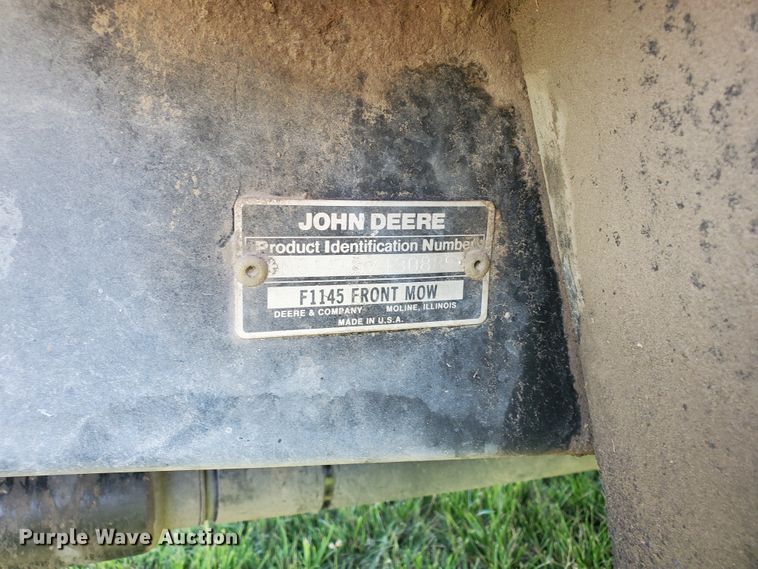 JOHN DEERE
Product Identification Number
F1145 FRONT MOW
DEERE & COMPANY MOLINE, ILLINOIS
MADE IN U.S.A.
Purple Wave Auction